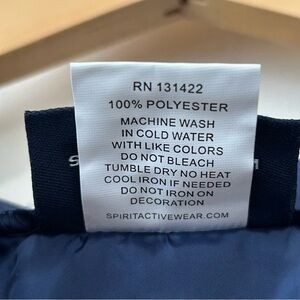 RN 131422
100% POLYESTER
MACHINE WASH
IN COLD WATER
WITH LIKE COLORS
DO NOT BLEACH
TUMBLE DRY NO HEAT
COOL IRON IF NEEDED
DO NOT IRON ON
DECORATION
SPIRITACTIVEWEAR.COM